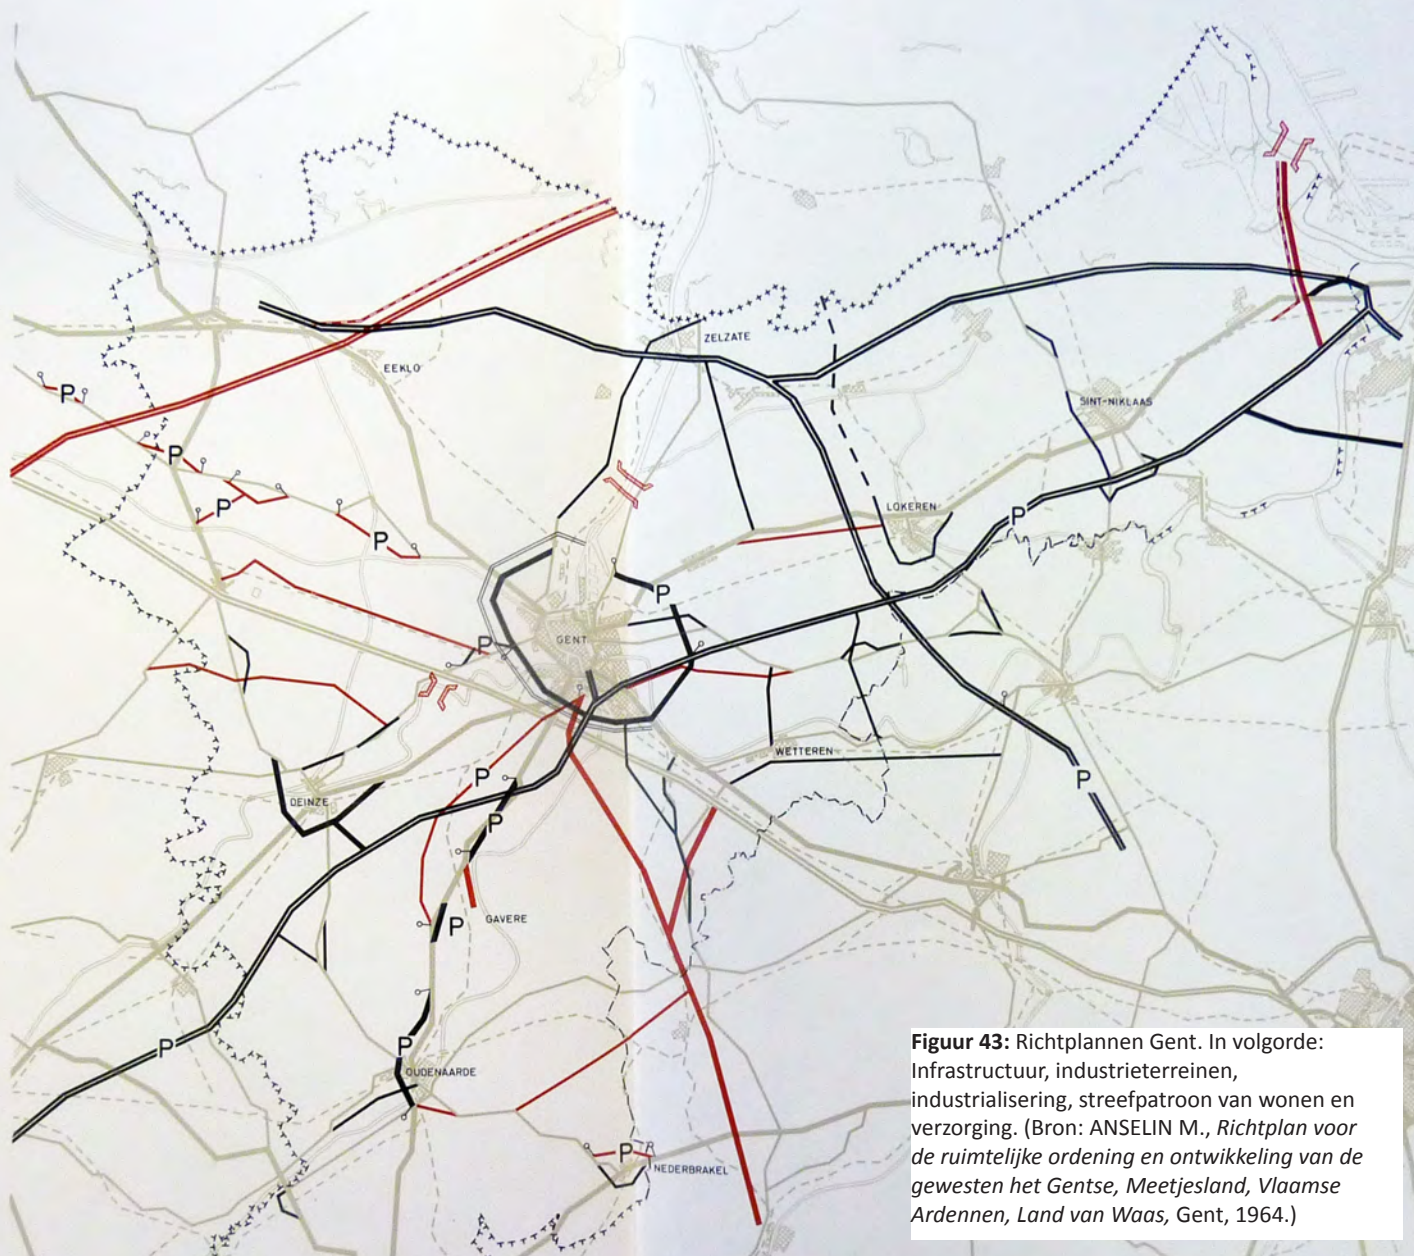 ZELZATE
EEKLO
P
SINT-NIKLAAS
P
P
LOKEREN
P
P
P
GENT
P
WETTEREN
P
P
DEINZE
P
GAVERE
P
P
P
OUDENAARDE
P
NEDERBRAKEL
Figuur 43: Richtplannen Gent. In volgorde:
Infrastructuur, industrieterreinen,
industrialisering, streefpatroon van wonen en
verzorging. (Bron: ANSELIN M., Richtplan voor
de ruimtelijke ordening en ontwikkeling van de
gewesten het Gentse, Meetjesland, Vlaamse
Ardennen, Land van Waas, Gent, 1964.)